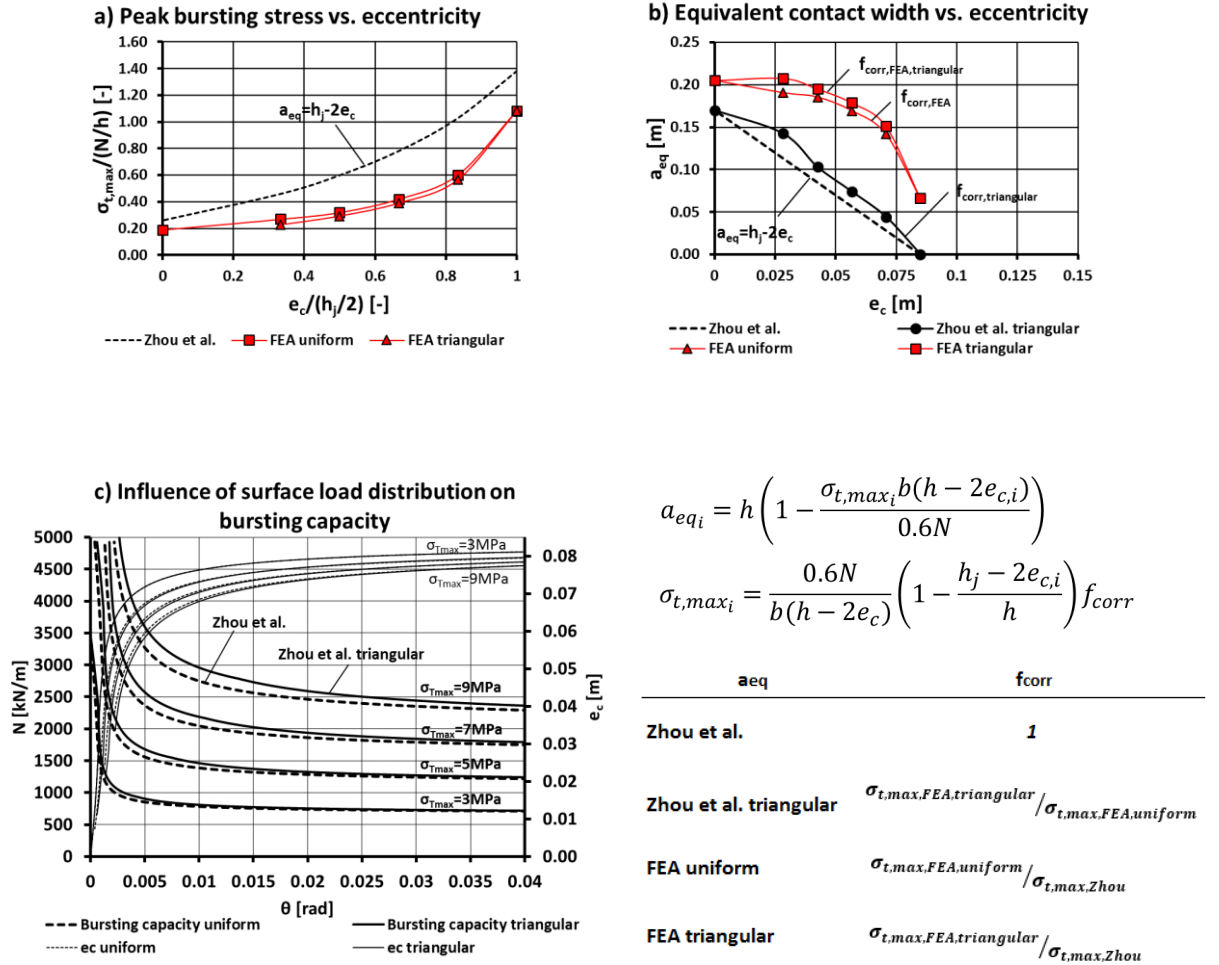 a) Peak bursting stress vs. eccentricity
σt,max/(N/h) [-]
1.60
1.40
1.20
1.00
0.80
0.60
0.40
0.20
0.00
aeq=hj-2ec
0 0.2 0.4 0.6 0.8 1
ec/(hj/2) [-]
Zhou et al. FEA uniform FEA triangular
b) Equivalent contact width vs. eccentricity
aeq [m]
0.25
0.20
0.15
0.10
0.05
0.00
fcorr,FEA,triangular
fcorr,FEA
fcorr,triangular
aeq=hj-2ec
0 0.025 0.05 0.075 0.1 0.125 0.15
ec [m]
Zhou et al. Zhou et al. triangular
FEA uniform FEA triangular
c) Influence of surface load distribution on
bursting capacity
N [kN/m]
5000
4500
4000
3500
3000
2500
2000
1500
1000
500
0
σTmax=3MPa
σTmax=9MPa
Zhou et al.
Zhou et al. triangular
σTmax=9MPa
σTmax=7MPa
σTmax=5MPa
σTmax=3MPa
0.08
0.07
0.06
0.05
0.04
0.03
0.02
0.01
0.00
ec [m]
0 0.005 0.01 0.015 0.02 0.025 0.03 0.035 0.04
θ [rad]
Bursting capacity uniform Bursting capacity triangular
ec uniform ec triangular
aeqi = h(1 − σt,maxi b(h − 2ec,i)/0.6N)
σt,maxi = 0.6N/b(h − 2ec) (1 − hj − 2ec,i/h) fcorr
aeq fcorr
Zhou et al. 1
Zhou et al. triangular σt,max,FEA,triangular/σt,max,FEA,uniform
FEA uniform σt,max,FEA,uniform/σt,max,Zhou
FEA triangular σt,max,FEA,triangular/σt,max,Zhou